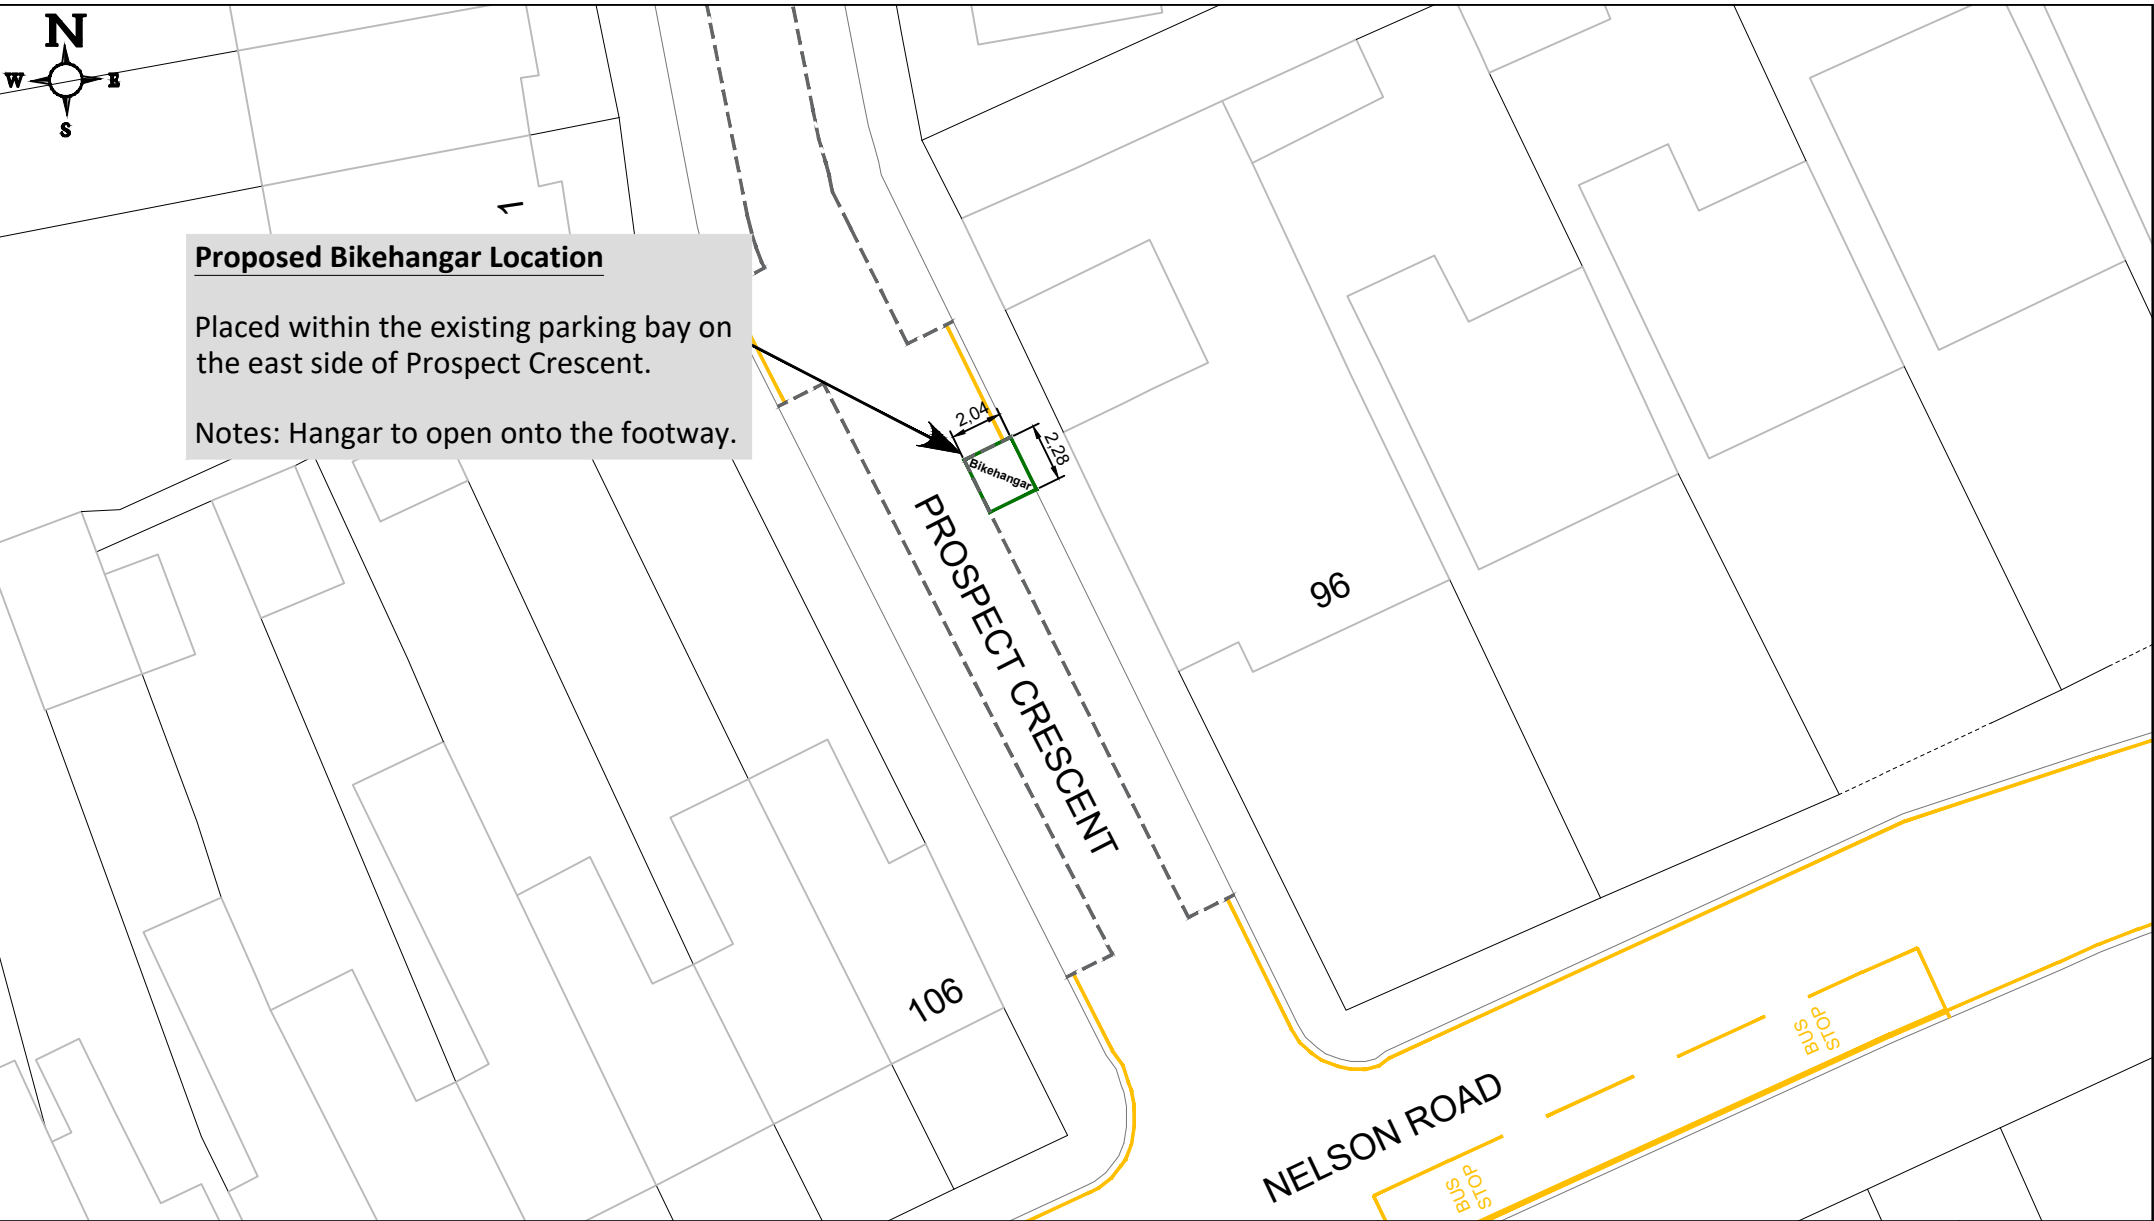 N
W E
S
1
Proposed Bikehangar Location
Placed within the existing parking bay on
the east side of Prospect Crescent.
Notes: Hangar to open onto the footway.
2,04
2,28
Bikehangar
PROSPECT CRESCENT
96
106
NELSON ROAD
BUS
STOP
BUS
STOP